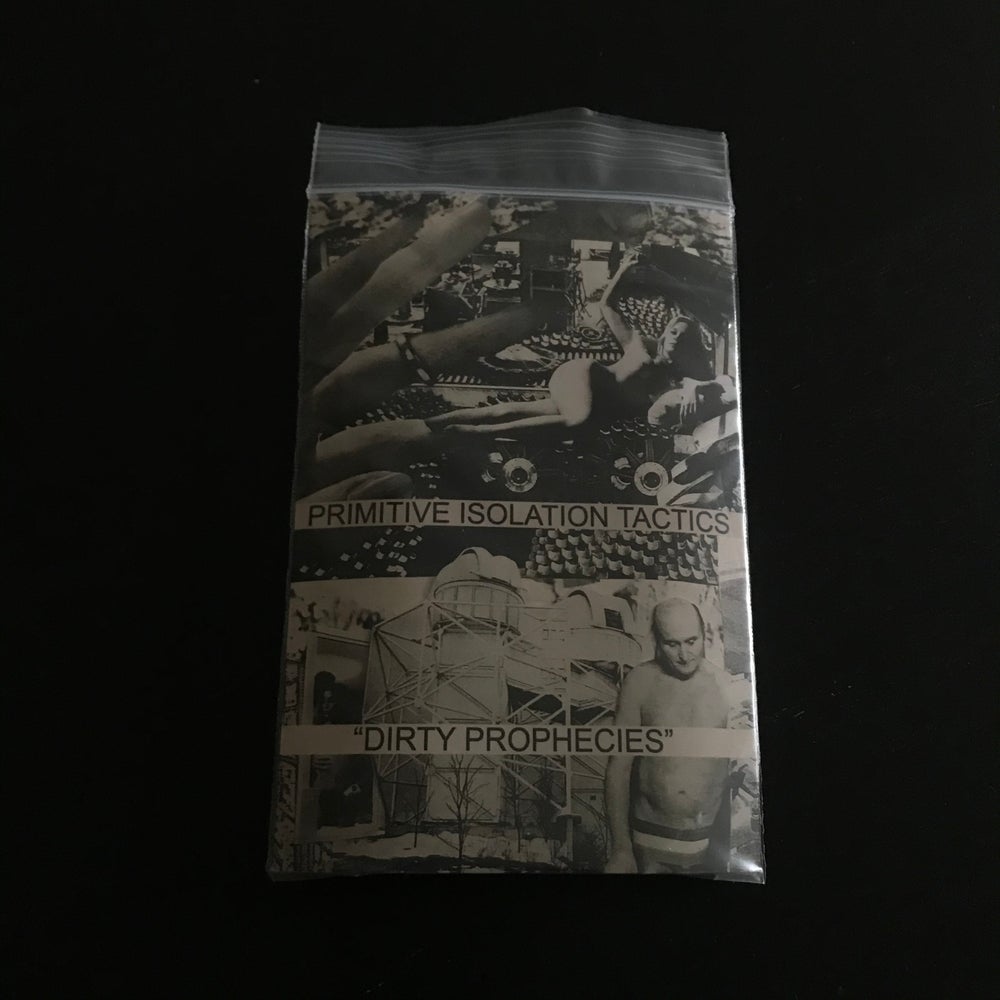 PRIMITIVE ISOLATION TACTICS
“DIRTY PROPHECIES”